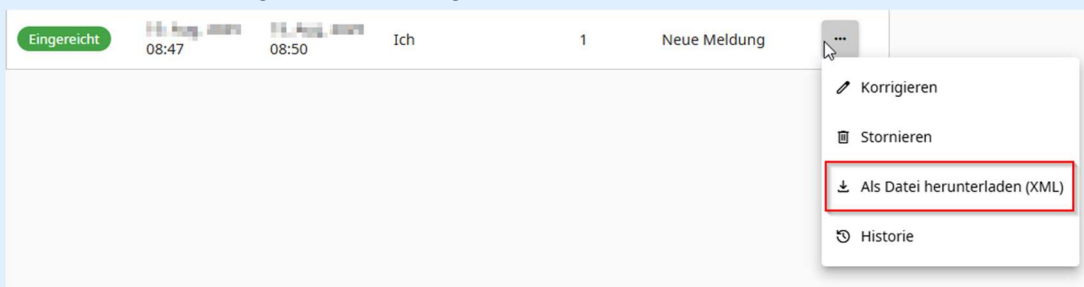 Eingereicht
08:47
08:50
Ich
1
Neue Meldung
Korrigieren
Stornieren
Als Datei herunterladen (XML)
Historie